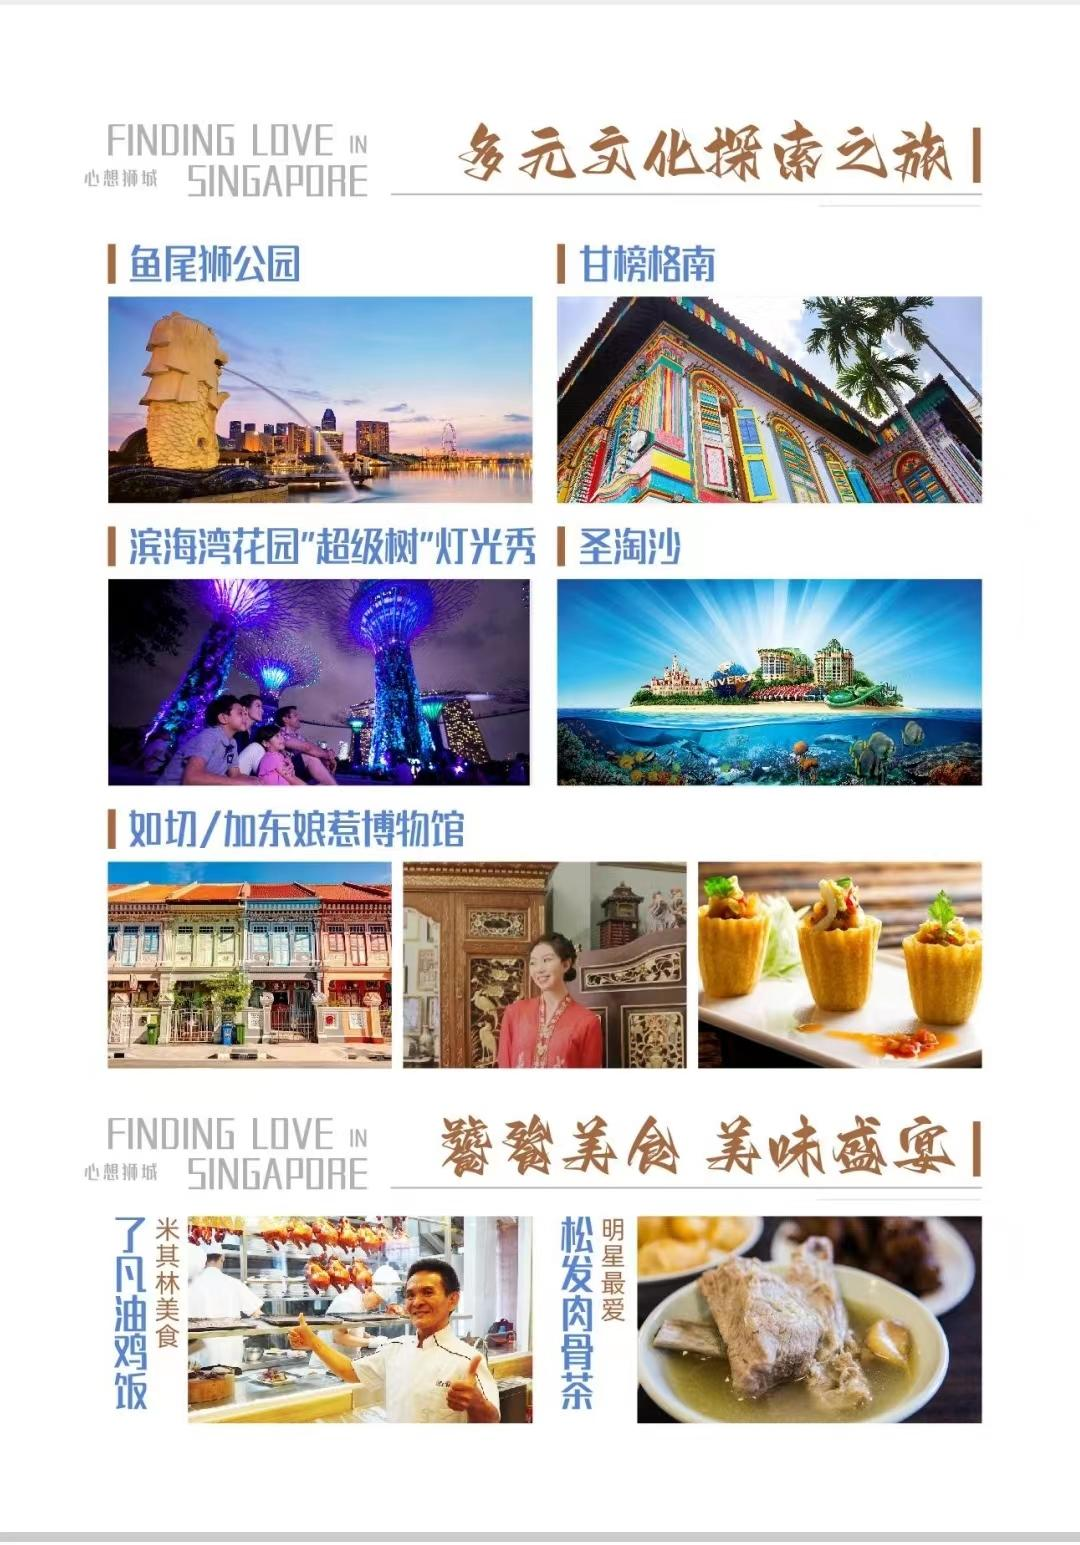 FINDING LOVE IN
心想狮城 SINGAPORE
多元文化探索之旅
鱼尾狮公园
甘榜格南
滨海湾花园"超级树"灯光秀
圣淘沙
UNIVERSAL
如切/加东娘惹博物馆
FINDING LOVE IN
心想狮城 SINGAPORE
饕餮美食 美味盛宴
米其林美食
了凡油鸡饭
明星最爱
松发肉骨茶